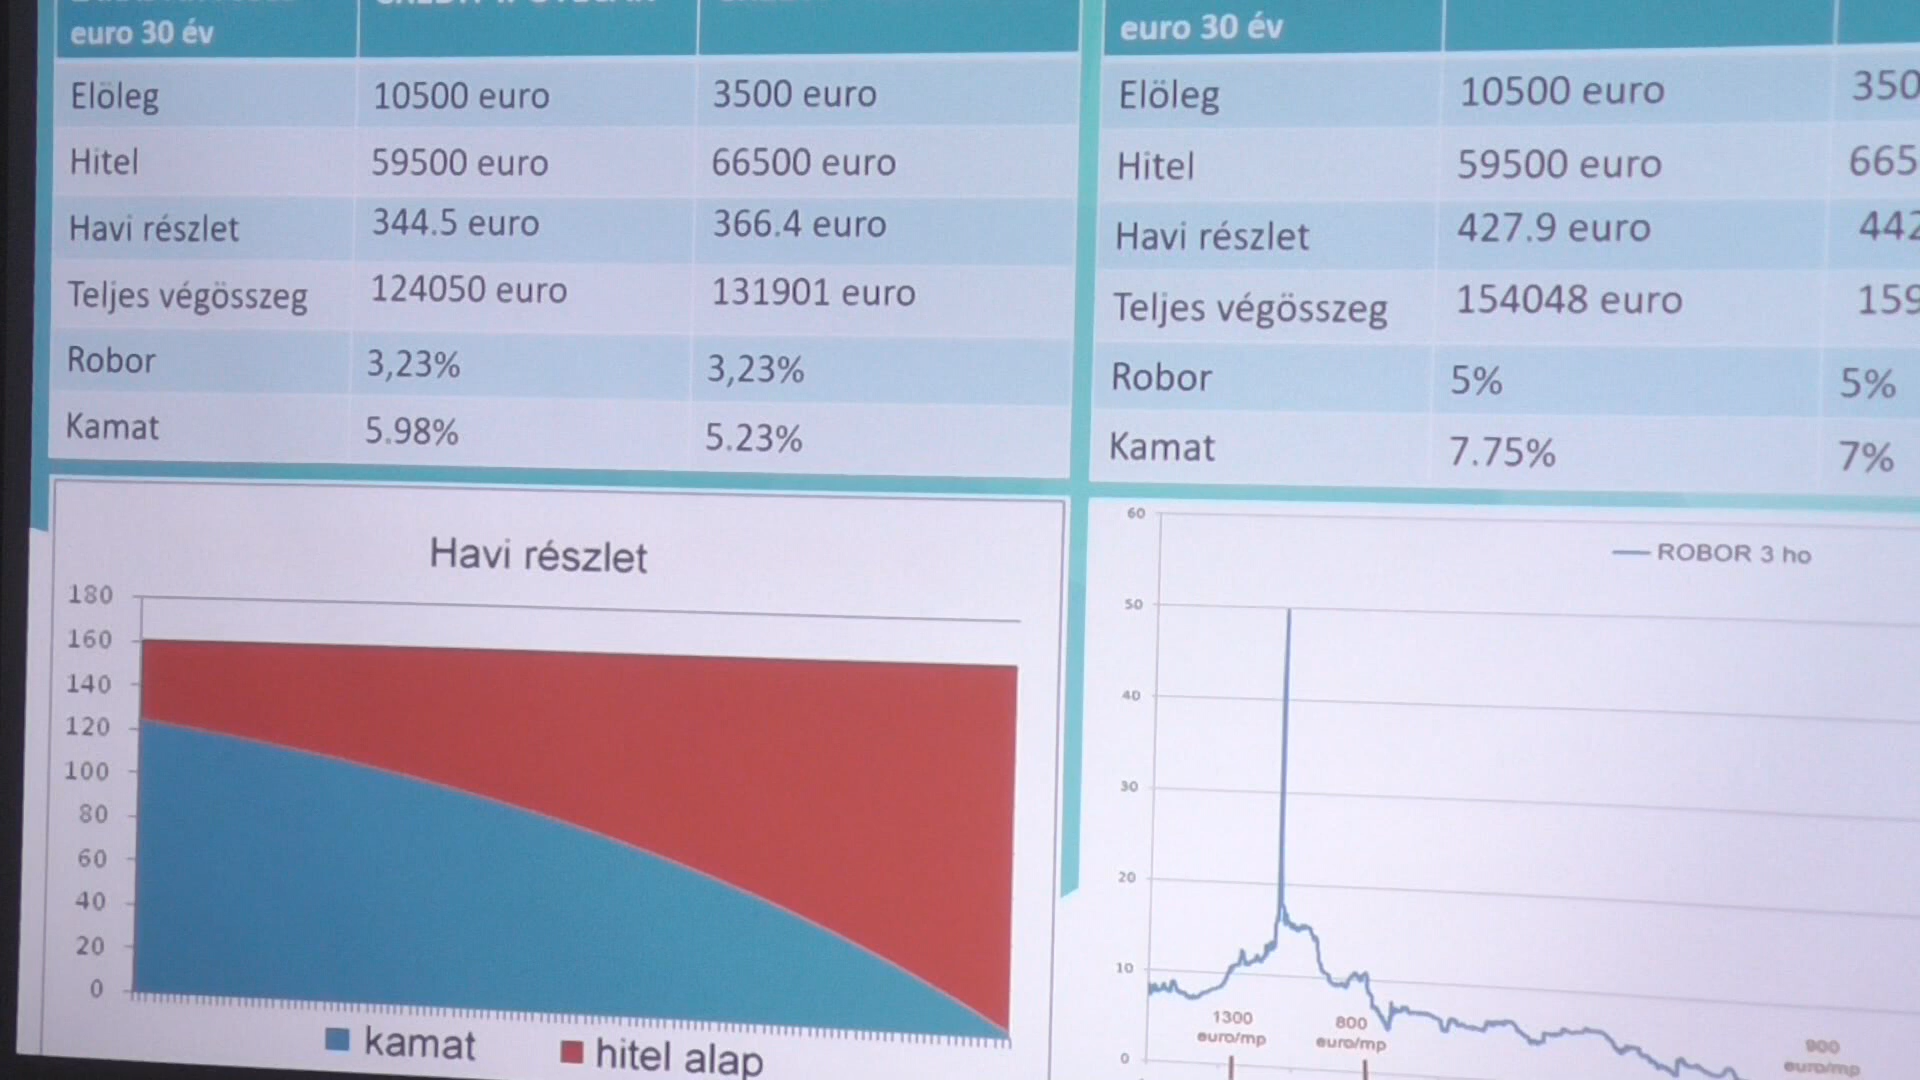 euro 30 év
Elöleg 10500 euro 3500 euro
Hitel 59500 euro 66500 euro
Havi részlet 344.5 euro 366.4 euro
Teljes végösszeg 124050 euro 131901 euro
Robor 3,23% 3,23%
Kamat 5.98% 5.23%
euro 30 év
Elöleg 10500 euro 350
Hitel 59500 euro 665
Havi részlet 427.9 euro 442
Teljes végösszeg 154048 euro 159
Robor 5% 5%
Kamat 7.75% 7%
Havi részlet
180
160
140
120
100
80
60
40
20
0
kamat hitel alap
60
ROBOR 3 ho
50
40
30
20
10
0
1300
euro/mp
800
euro/mp
900
euro/mp